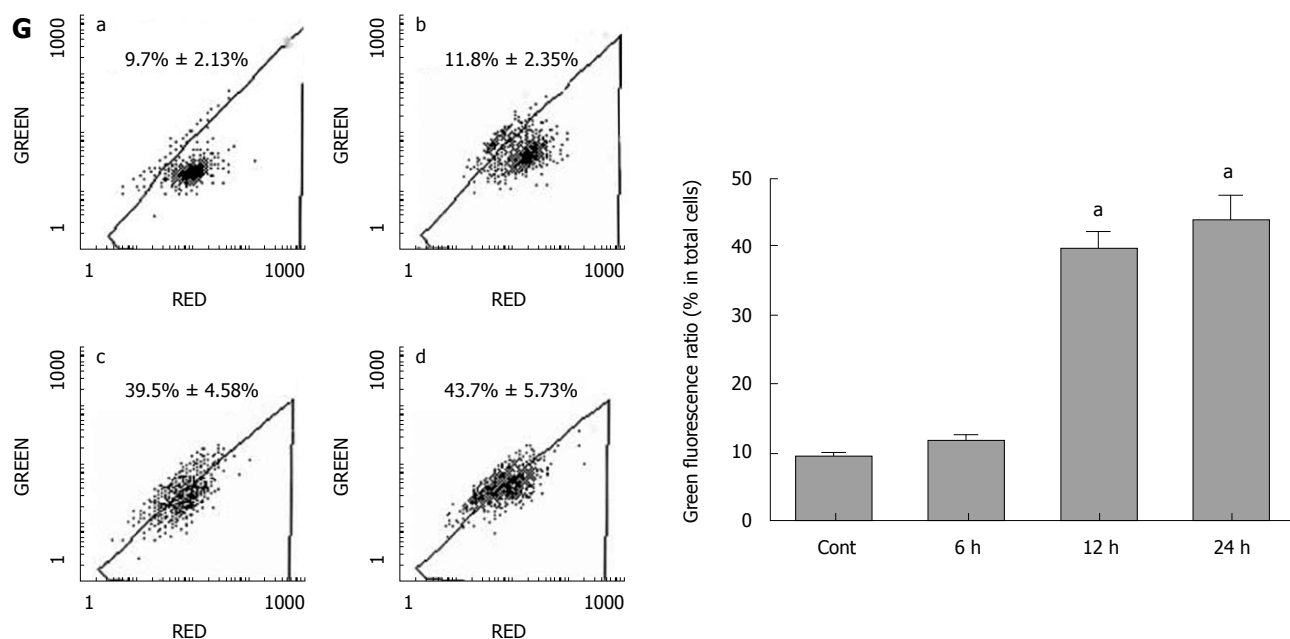 G
a
9.7% ± 2.13%
GREEN
1000
1
1 1000
RED
b
11.8% ± 2.35%
GREEN
1000
1
1 1000
RED
c
39.5% ± 4.58%
GREEN
1000
1
1 1000
RED
d
43.7% ± 5.73%
GREEN
1000
1
1 1000
RED
Green fluorescence ratio (% in total cells)
50
40
30
20
10
0
a
a
Cont 6 h 12 h 24 h